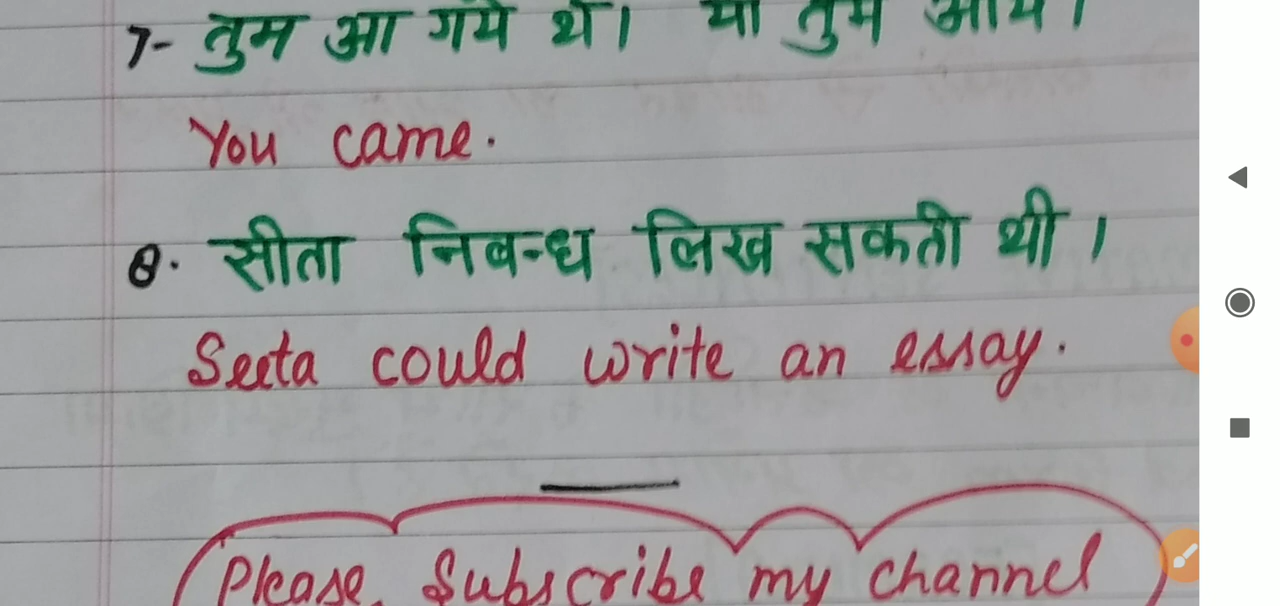 7- तुम आ गये थे। या तुम आये।
You came.
8. सीता निबन्ध लिख सकती थी।
Seeta could write an essay.
Please Subscribe my channel